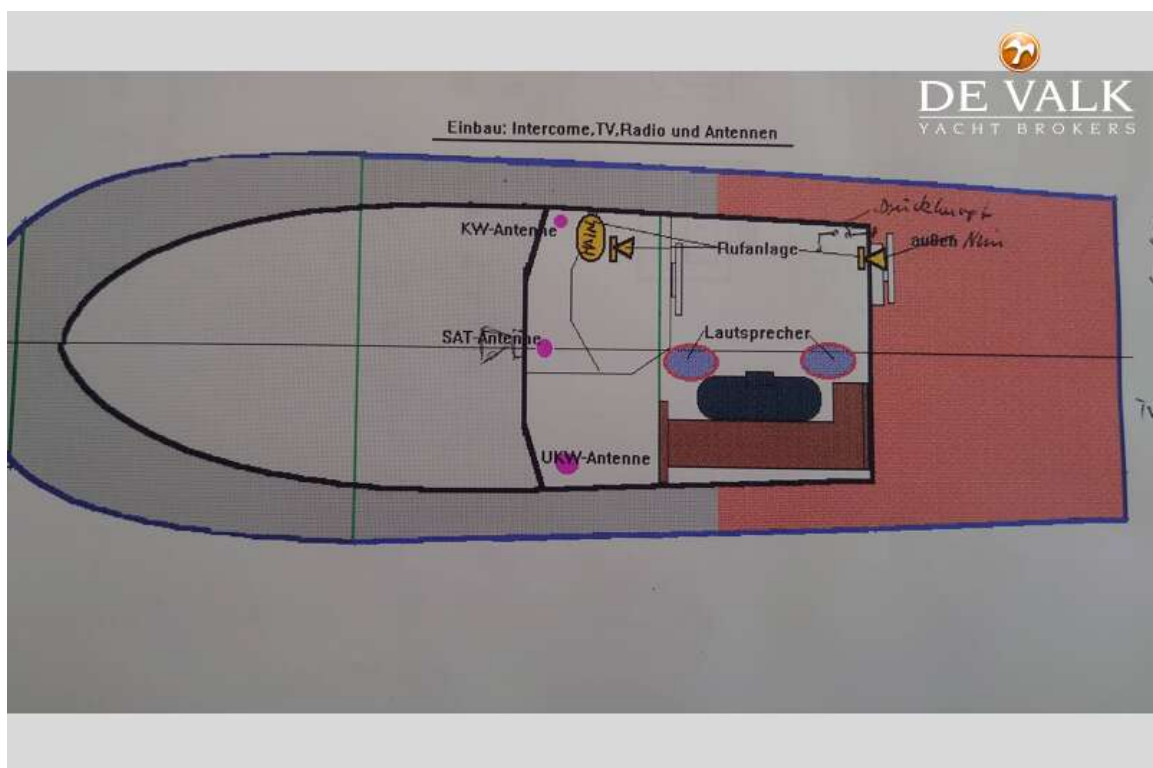 DE VALK
YACHT BROKERS
Einbau: Intercome,TV,Radio und Antennen
KW-Antenne
Rufanlage
außen
SAT-Antenne
Lautsprecher
UKW-Antenne
TV